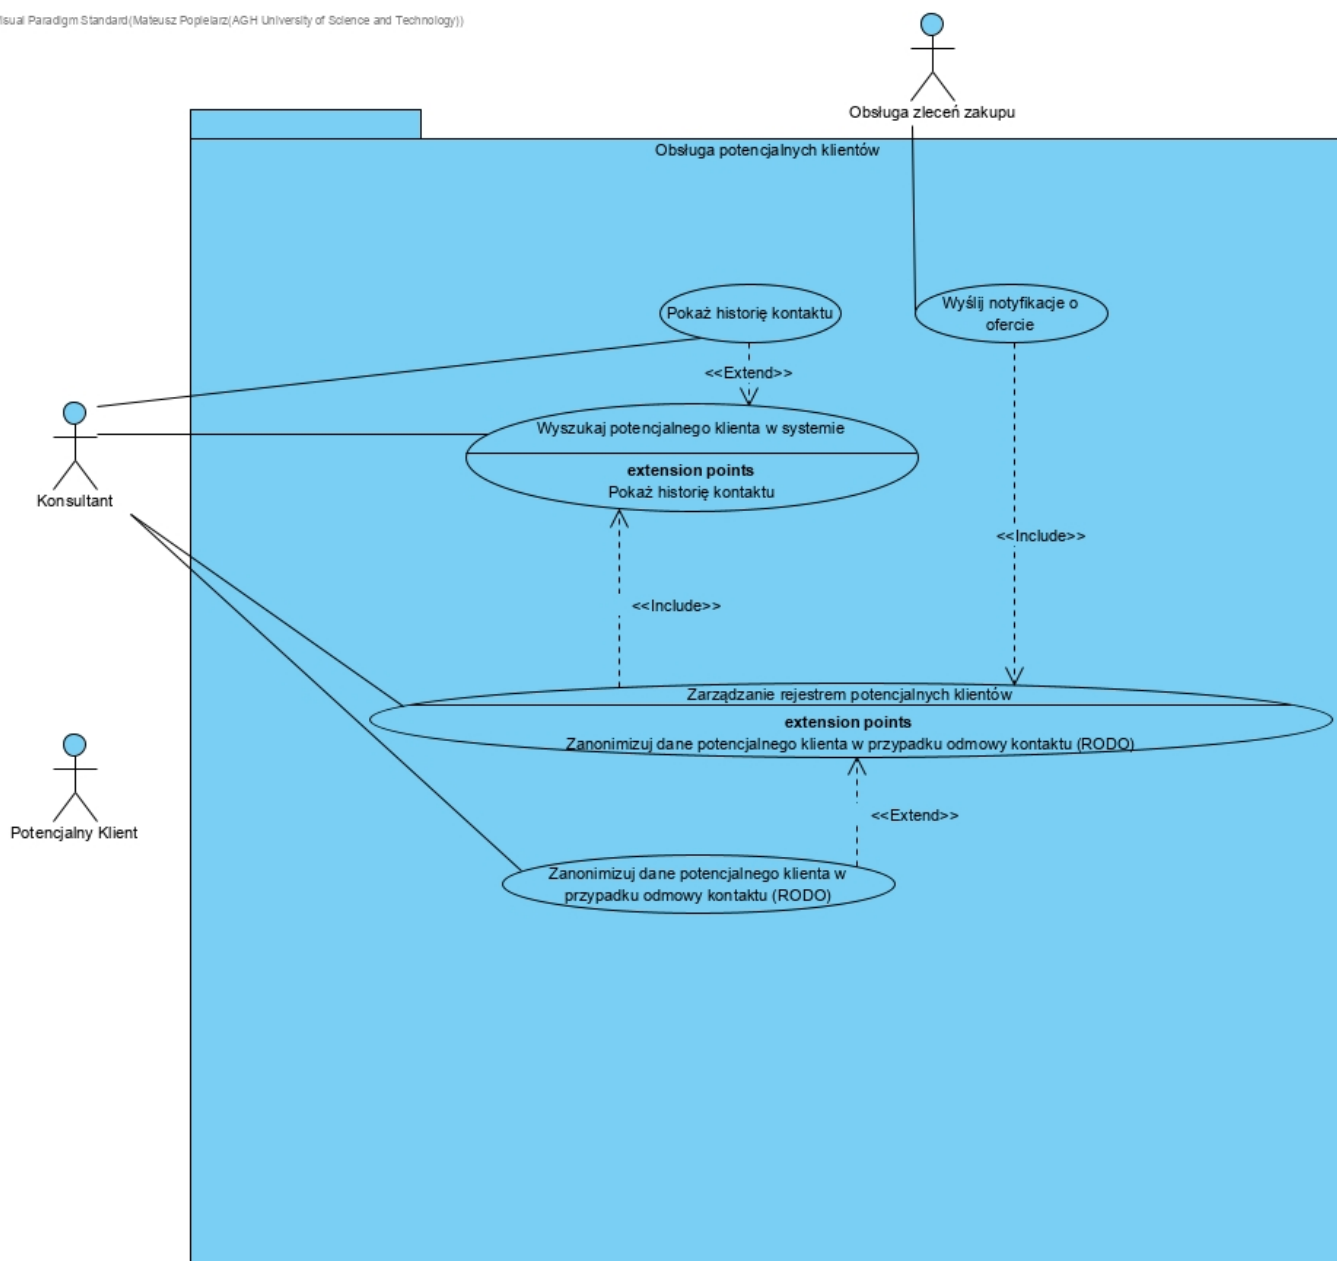 Visual Paradigm Standard(Mateusz Popielarz(AGH University of Science and Technology))
Obsługa zleceń zakupu
Obsługa potencjalnych klientów
Pokaż historię kontaktu
Wyślij notyfikacje o
ofercie
<<Extend>>
Wyszukaj potencjalnego klienta w systemie
extension points
Pokaż historię kontaktu
Konsultant
<<Include>>
<<Include>>
Zarządzanie rejestrem potencjalnych klientów
extension points
Zanonimizuj dane potencjalnego klienta w przypadku odmowy kontaktu (RODO)
<<Extend>>
Potencjalny Klient
Zanonimizuj dane potencjalnego klienta w
przypadku odmowy kontaktu (RODO)